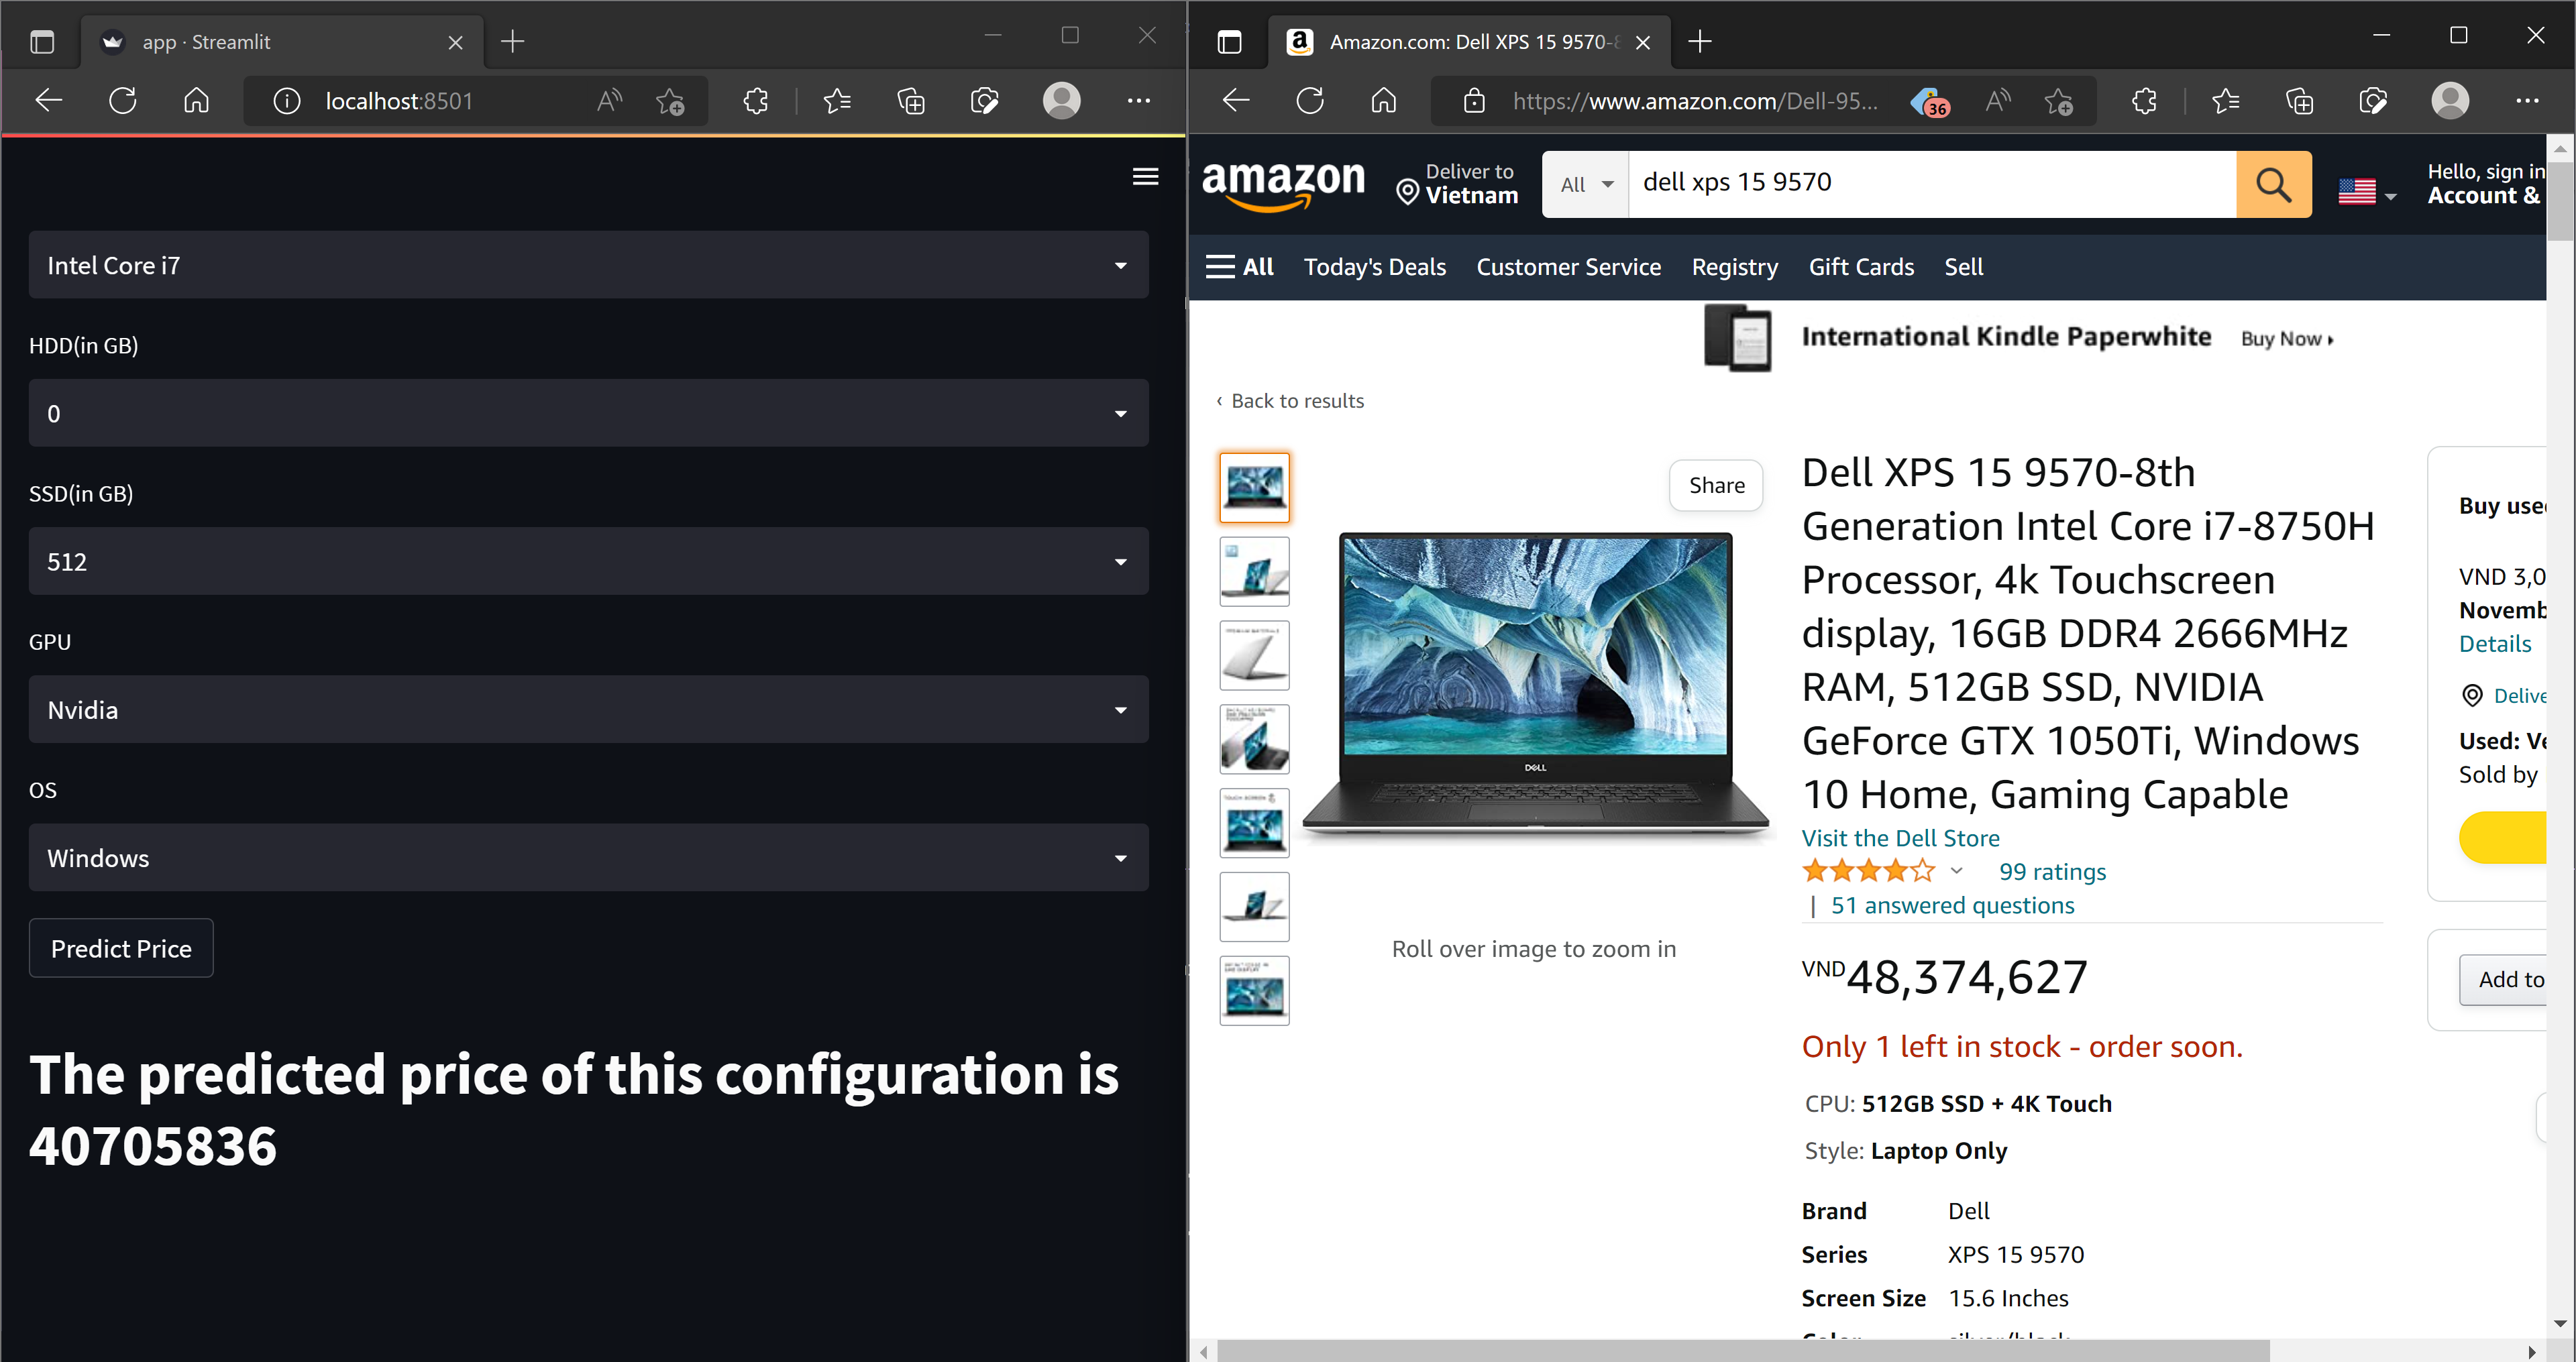 app · Streamlit
localhost:8501
Intel Core i7
HDD(in GB)
0
SSD(in GB)
512
GPU
Nvidia
OS
Windows
Predict Price
The predicted price of this configuration is
40705836
Amazon.com: Dell XPS 15 9570-8
https://www.amazon.com/Dell-95...
36
amazon
Deliver to
Vietnam
All
dell xps 15 9570
Hello, sign in
Account &
All
Today's Deals
Customer Service
Registry
Gift Cards
Sell
International Kindle Paperwhite
Buy Now
‹ Back to results
Share
DELL
Roll over image to zoom in
Dell XPS 15 9570-8th
Generation Intel Core i7-8750H
Processor, 4k Touchscreen
display, 16GB DDR4 2666MHz
RAM, 512GB SSD, NVIDIA
GeForce GTX 1050Ti, Windows
10 Home, Gaming Capable
Visit the Dell Store
99 ratings
| 51 answered questions
VND48,374,627
Only 1 left in stock - order soon.
CPU: 512GB SSD + 4K Touch
Style: Laptop Only
Brand Dell
Series XPS 15 9570
Screen Size 15.6 Inches
Color silver/black
Buy use
VND 3,0
Novemb
Details
Delive
Used: Ve
Sold by
Add to